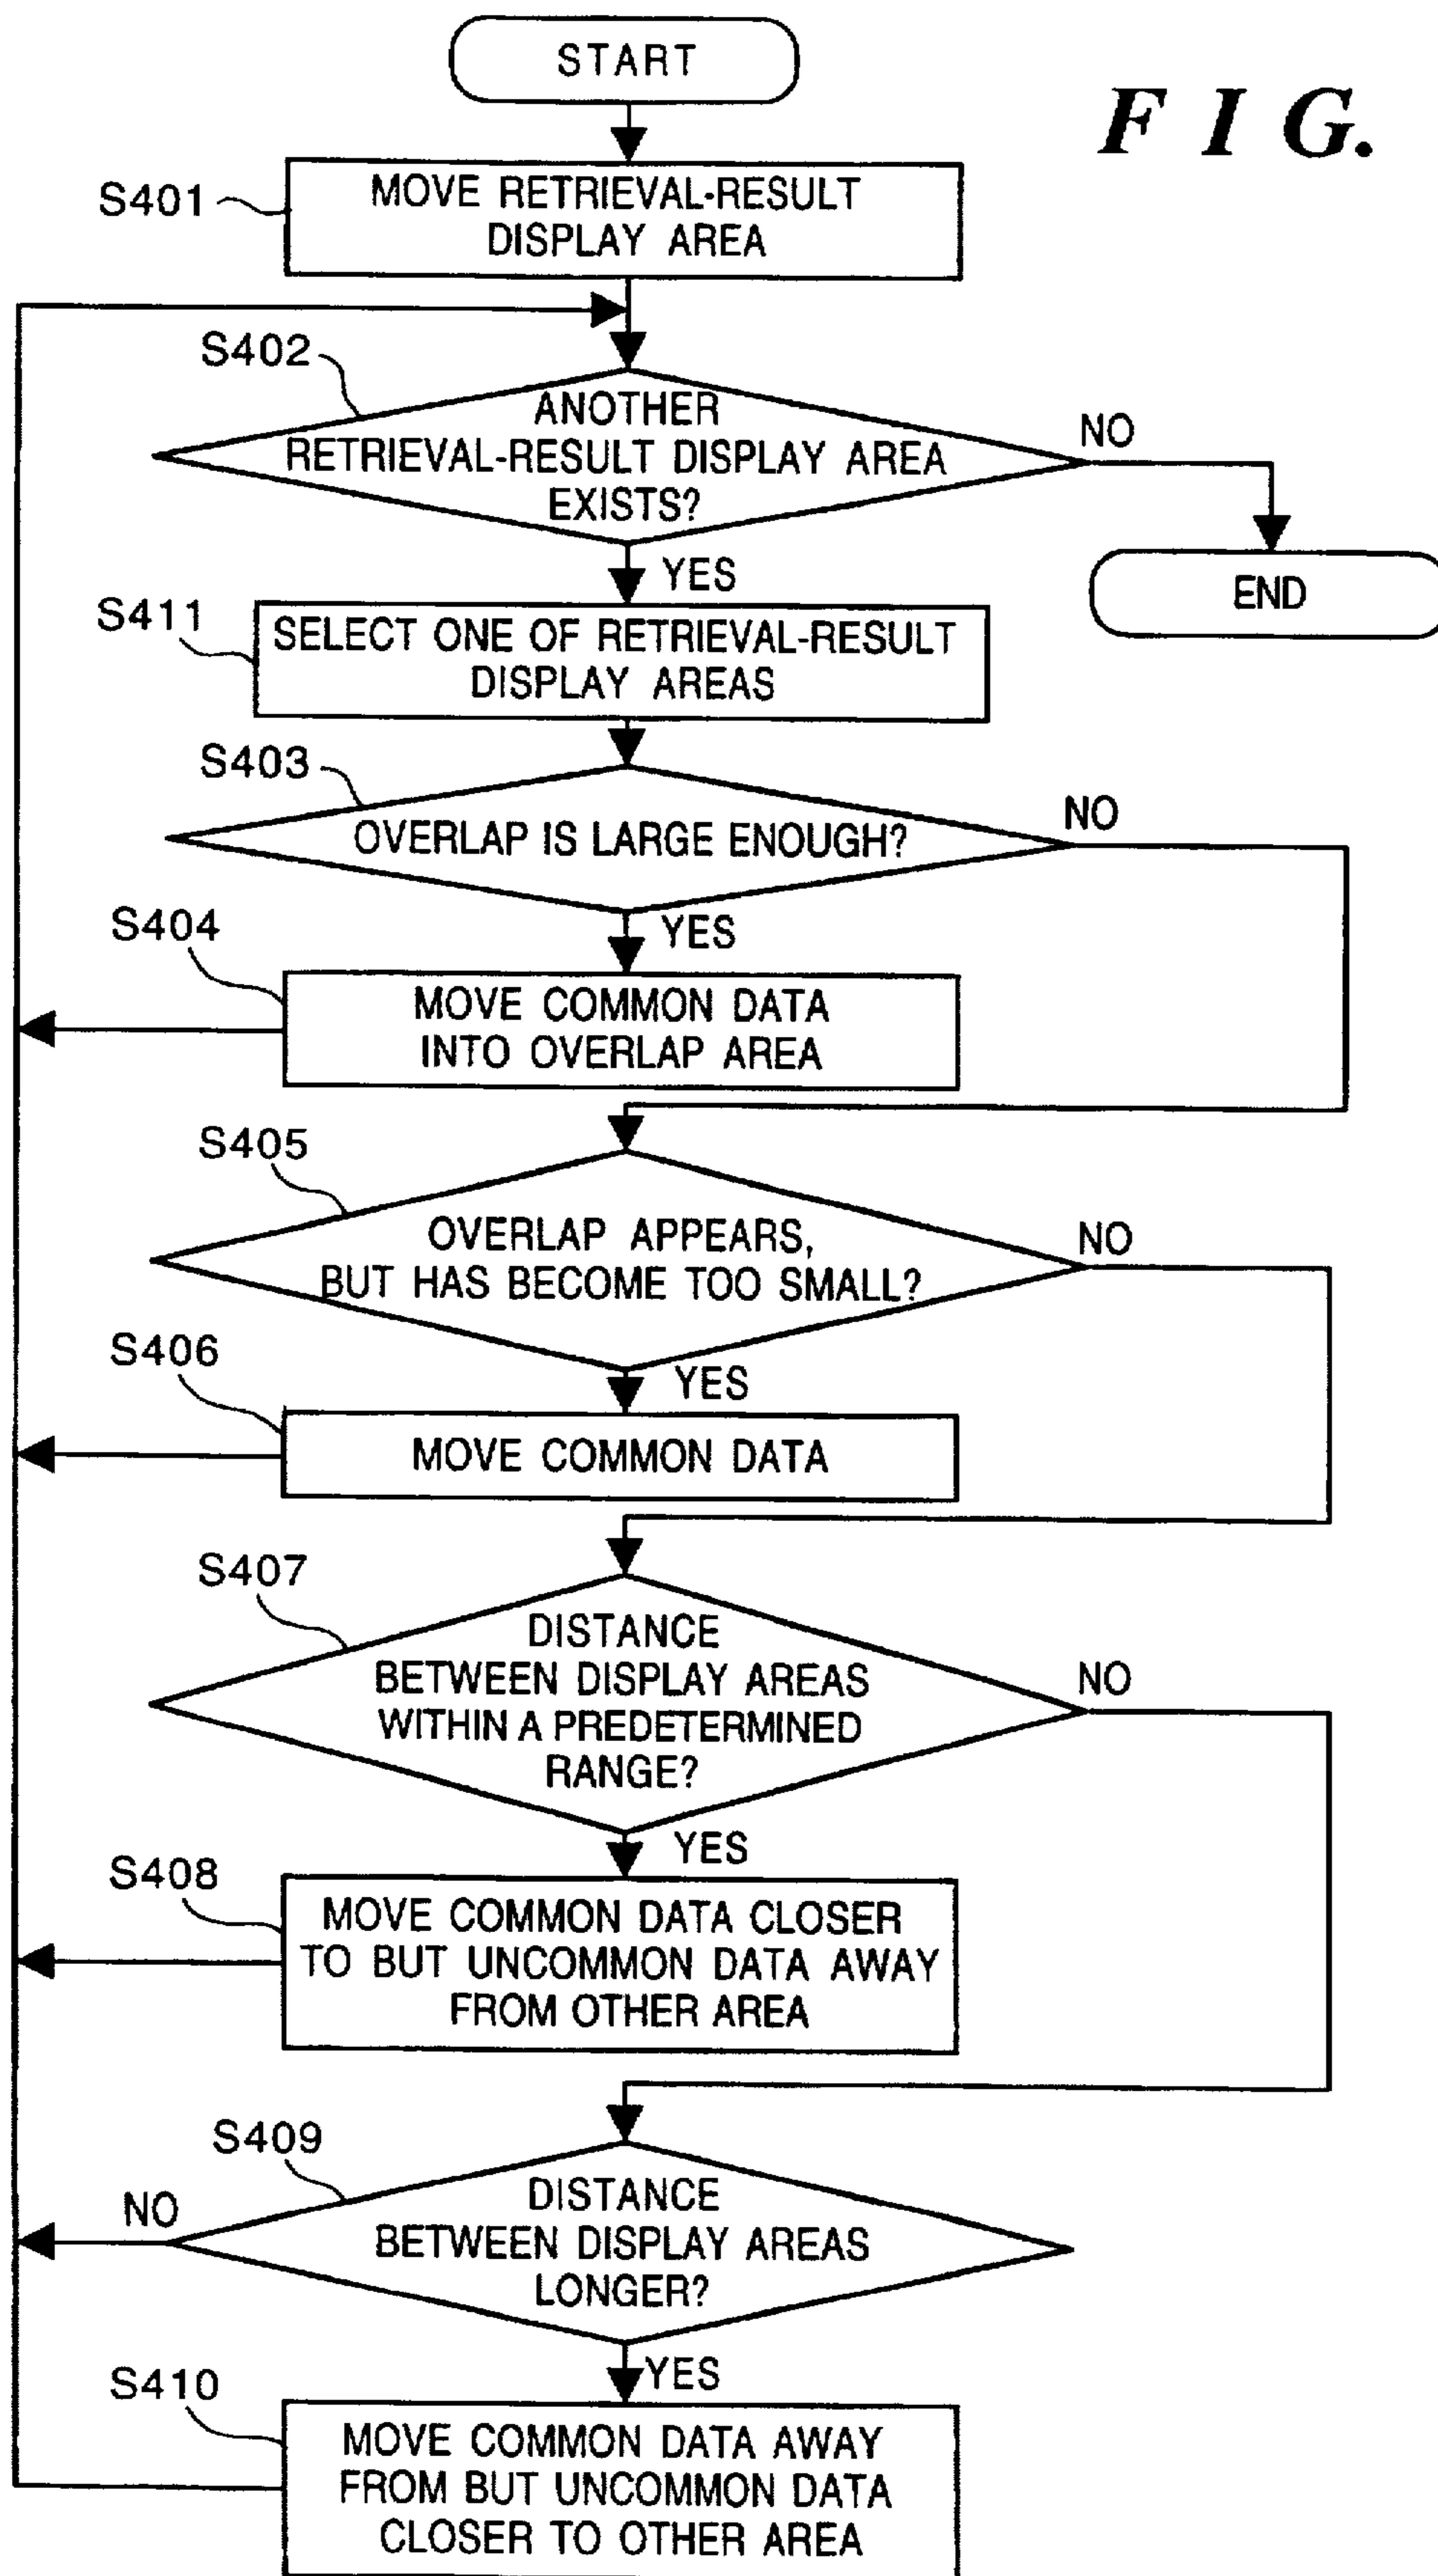 START
F I G.
S401
MOVE RETRIEVAL-RESULT
DISPLAY AREA
S402
ANOTHER
RETRIEVAL-RESULT DISPLAY AREA
EXISTS?
NO
YES
END
S411
SELECT ONE OF RETRIEVAL-RESULT
DISPLAY AREAS
S403
OVERLAP IS LARGE ENOUGH?
NO
YES
S404
MOVE COMMON DATA
INTO OVERLAP AREA
S405
OVERLAP APPEARS,
BUT HAS BECOME TOO SMALL?
NO
YES
S406
MOVE COMMON DATA
S407
DISTANCE
BETWEEN DISPLAY AREAS
WITHIN A PREDETERMINED
RANGE?
NO
YES
S408
MOVE COMMON DATA CLOSER
TO BUT UNCOMMON DATA AWAY
FROM OTHER AREA
S409
DISTANCE
BETWEEN DISPLAY AREAS
LONGER?
NO
YES
S410
MOVE COMMON DATA AWAY
FROM BUT UNCOMMON DATA
CLOSER TO OTHER AREA